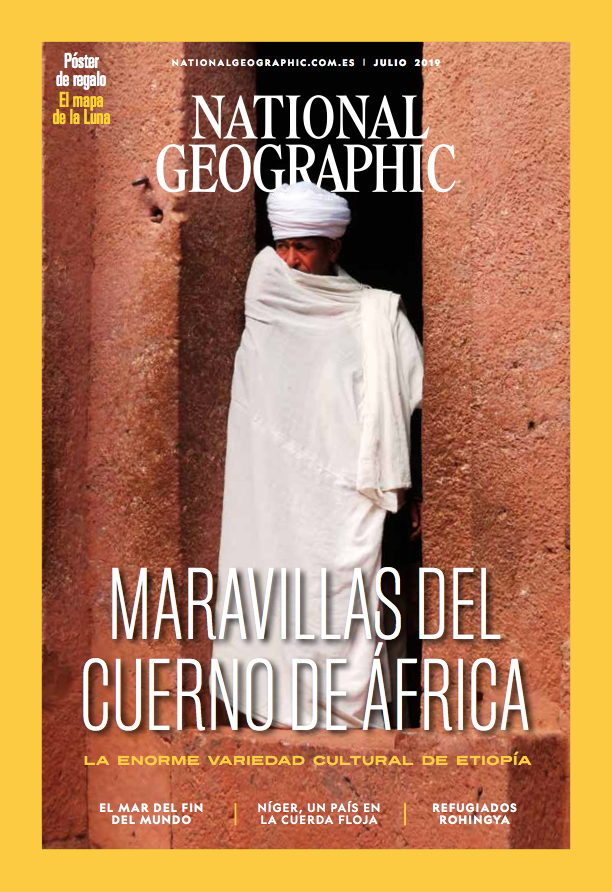 Póster
de regalo
El mapa
de la Luna
NATIONALGEOGRAPHIC.COM.ES | JULIO 2019
NATIONAL
GEOGRAPHIC
MARAVILLAS DEL
CUERNO DE ÁFRICA
LA ENORME VARIEDAD CULTURAL DE ETIOPÍA
EL MAR DEL FIN
DEL MUNDO
NÍGER, UN PAÍS EN
LA CUERDA FLOJA
REFUGIADOS
ROHINGYA